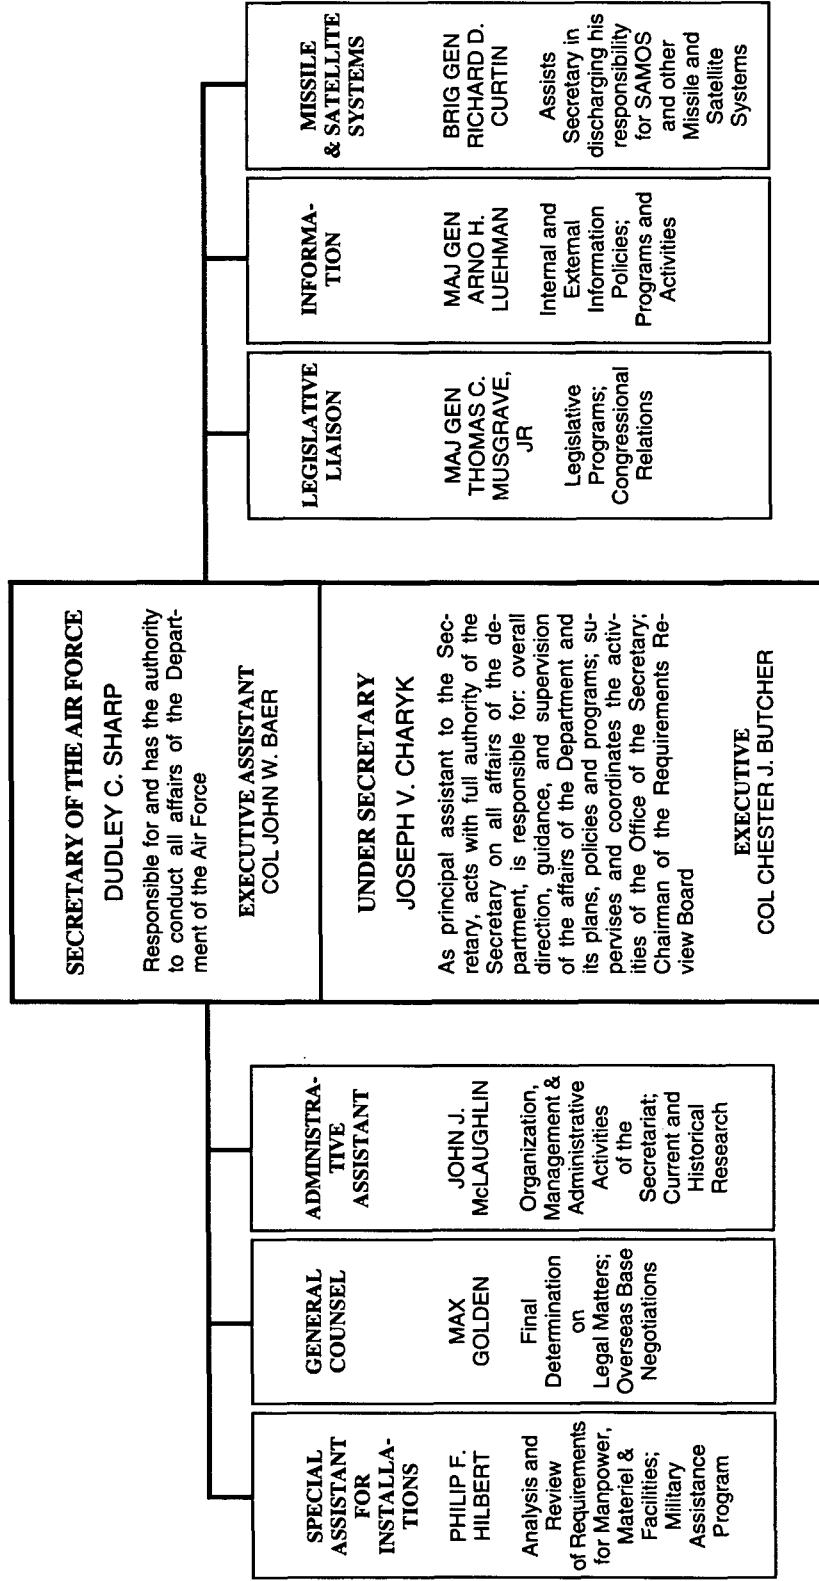 SECRETARY OF THE AIR FORCE
DUDLEY C. SHARP
Responsible for and has the authority
to conduct all affairs of the Depart-
ment of the Air Force
EXECUTIVE ASSISTANT
COL JOHN W. BAER
UNDER SECRETARY
JOSEPH V. CHARYK
As principal assistant to the Sec-
retary, acts with full authority of the
Secretary on all affairs of the de-
partment, is responsible for: overall
direction, guidance, and supervision
of the affairs of the Department and
its plans, policies and programs; su-
pervises and coordinates the activ-
ities of the Office of the Secretary;
Chairman of the Requirements Re-
view Board
EXECUTIVE
COL CHESTER J. BUTCHER
SPECIAL
ASSISTANT
FOR
INSTALLA-
TIONS
PHILIP F.
HILBERT
Analysis and
Review
of Requirements
for Manpower,
Materiel &
Facilities;
Military
Assistance
Program
GENERAL
COUNSEL
MAX
GOLDEN
Final
Determination
on
Legal Matters;
Overseas Base
Negotiations
ADMINISTRA-
TIVE
ASSISTANT
JOHN J.
McLAUGHLIN
Organization,
Management &
Administrative
Activities
of the
Secretariat;
Current and
Historical
Research
LEGISLATIVE
LIAISON
MAJ GEN
THOMAS C.
MUSGRAVE,
JR
Legislative
Programs;
Congressional
Relations
INFORMA-
TION
MAJ GEN
ARNO H.
LUEHMAN
Internal and
External
Information
Policies;
Programs and
Activities
MISSILE
& SATELLITE
SYSTEMS
BRIG GEN
RICHARD D.
CURTIN
Assists
Secretary in
discharging his
responsibility
for SAMOS
and other
Missile and
Satellite
Systems